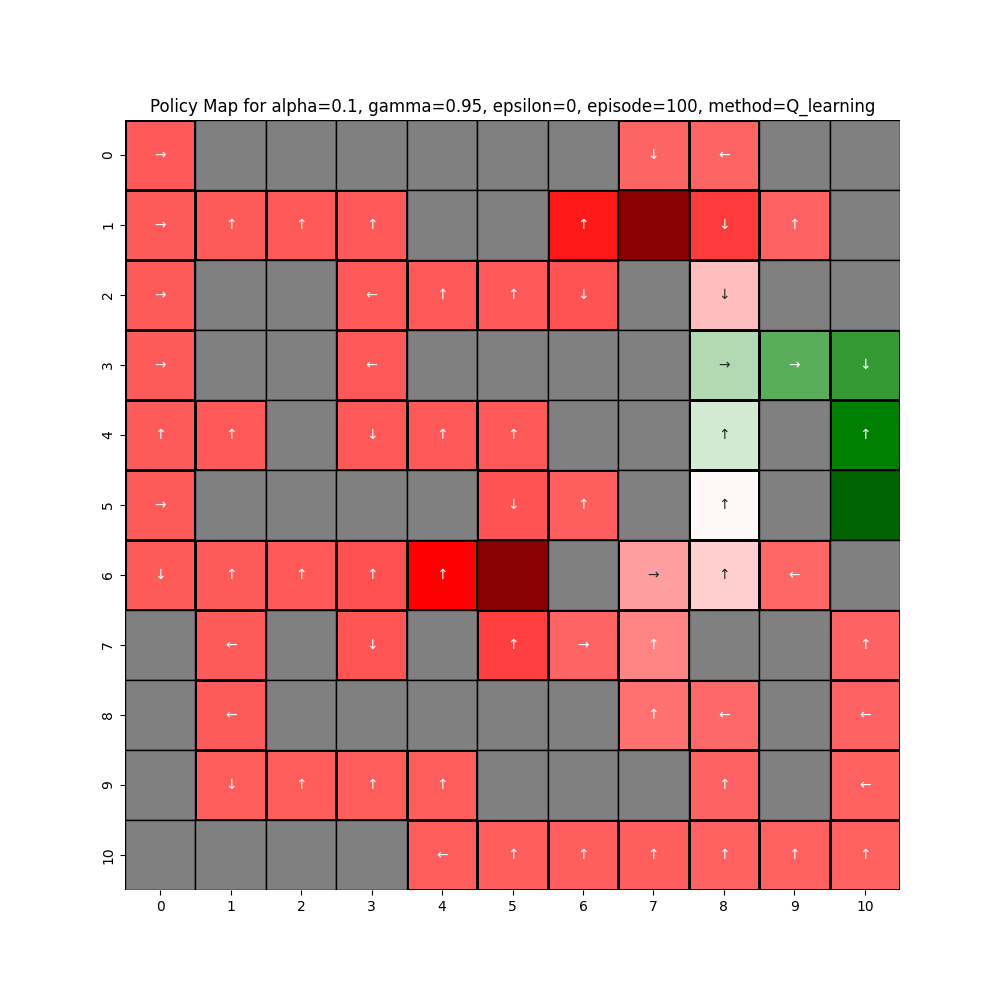 Policy Map for alpha=0.1, gamma=0.95, epsilon=0, episode=100, method=Q_learning
0 → ↓ ←
1 → ↑ ↑ ↑ ↑ ↓ ↑
2 → ← ↑ ↑ ↓ ↓
3 → ← → → ↓
4 ↑ ↑ ↓ ↑ ↑ ↑ ↑
5 → ↓ ↑ ↑
6 ↓ ↑ ↑ ↑ ↑ → ↑ ←
7 ← ↓ ↑ → ↑ ↑
8 ← ↑ ← ←
9 ↓ ↑ ↑ ↑ ↑ ←
10 ← ↑ ↑ ↑ ↑ ↑ ↑
0 1 2 3 4 5 6 7 8 9 10